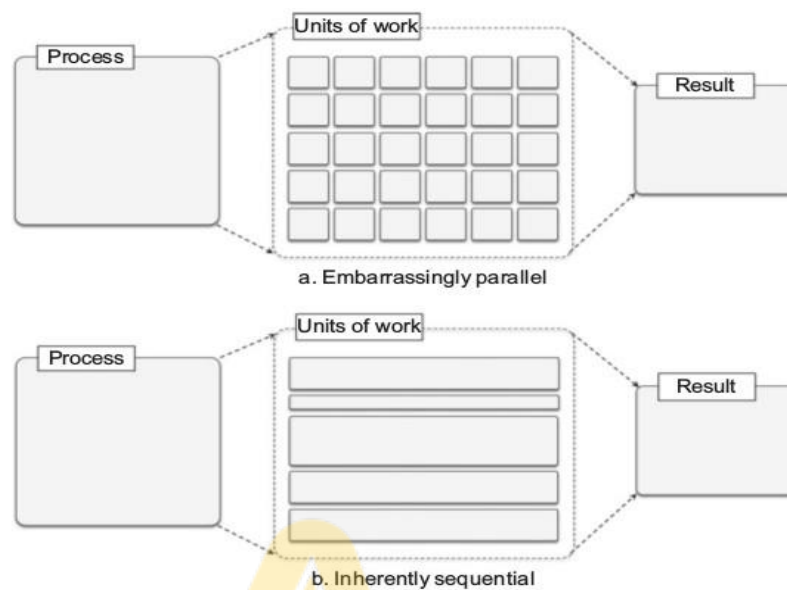 Units of work
Process
Result
a. Embarrassingly parallel
Units of work
Process
Result
b. Inherently sequential